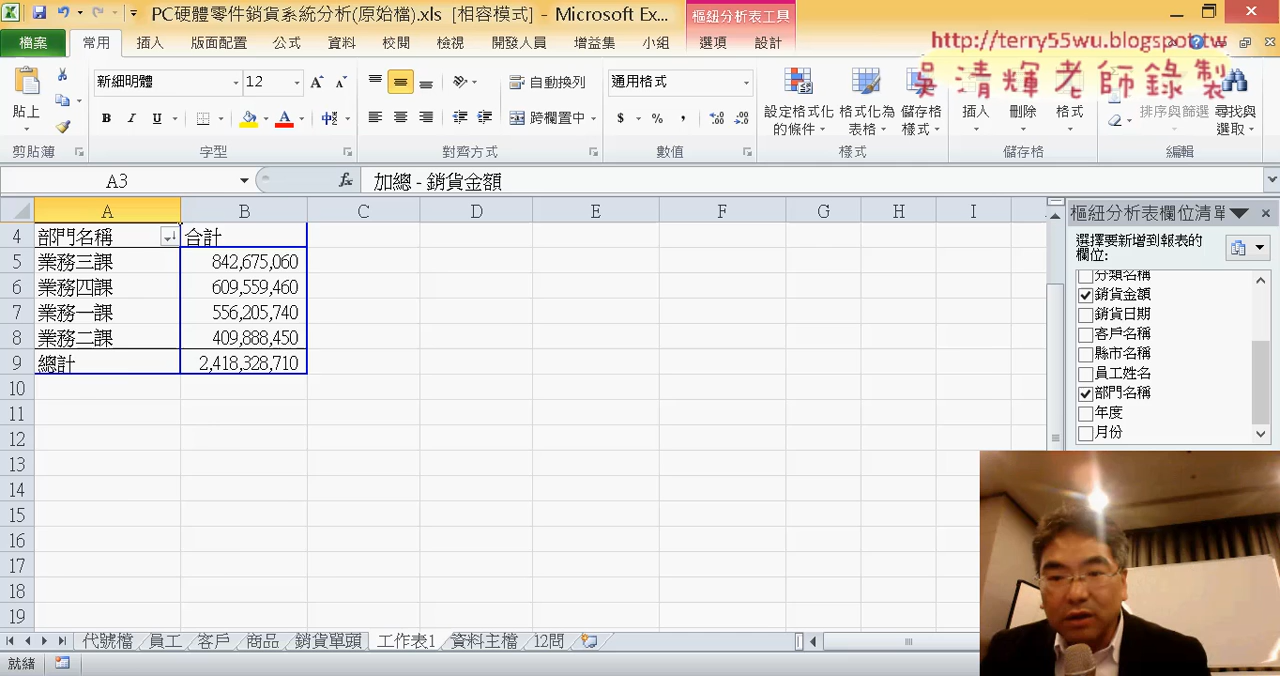 PC硬體零件銷貨系統分析(原始檔).xls [相容模式] - Microsoft Ex...
樞紐分析表工具
檔案
常用
插入
版面配置
公式
資料
校閱
檢視
開發人員
增益集
小組
選項
設計
http://terry55wu.blogspot.tw
吳清輝老師錄製
貼上
新細明體
12
自動換列
跨欄置中
通用格式
設定格式化的條件
格式化為表格
儲存格樣式
插入
刪除
格式
排序與篩選
尋找與選取
剪貼簿
字型
對齊方式
數值
樣式
儲存格
編輯
A3
fx
加總 - 銷貨金額
A B C D E F G H I
4 部門名稱 合計
5 業務三課 842,675,060
6 業務四課 609,559,460
7 業務一課 556,205,740
8 業務二課 409,888,450
9 總計 2,418,328,710
10
11
12
13
14
15
16
17
18
19
樞紐分析表欄位清單
選擇要新增到報表的
欄位:
分類名稱
銷貨金額
銷貨日期
客戶名稱
縣市名稱
員工姓名
部門名稱
年度
月份
代號檔
員工
客戶
商品
銷貨單頭
工作表1
資料主檔
12問
就緒